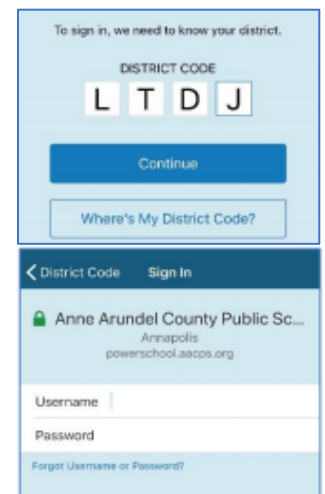 To sign in, we need to know your district.
DISTRICT CODE
L T D J
Continue
Where's My District Code?
District Code Sign In
Anne Arundel County Public Sc...
Annapolis
powerschool.aacps.org
Username
Password
Forgot Username or Password?